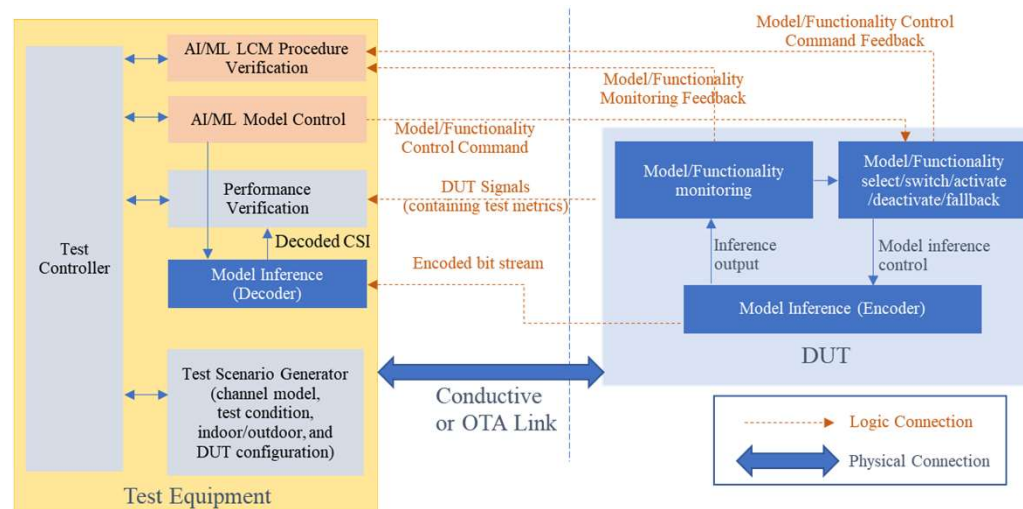 AI/ML LCM Procedure
Verification
AI/ML Model Control
Performance
Verification
Decoded CSI
Model Inference
(Decoder)
Test
Controller
Test Scenario Generator
(channel model,
test condition,
indoor/outdoor, and
DUT configuration)
Test Equipment
Model/Functionality Control
Command Feedback
Model/Functionality
Monitoring Feedback
Model/Functionality
Control Command
DUT Signals
(containing test metrics)
Encoded bit stream
Conductive
or OTA Link
Model/Functionality
monitoring
Model/Functionality
select/switch/activate
/deactivate/fallback
Inference
output
Model inference
control
Model Inference (Encoder)
DUT
Logic Connection
Physical Connection